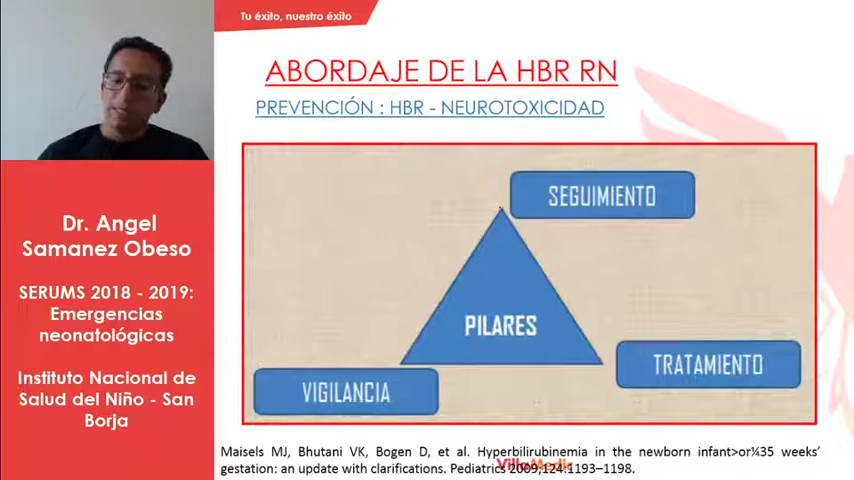 Tu éxito, nuestro éxito
ABORDAJE DE LA HBR RN
PREVENCIÓN : HBR - NEUROTOXICIDAD
SEGUIMIENTO
PILARES
TRATAMIENTO
VIGILANCIA
Dr. Angel
Samanez Obeso
SERUMS 2018 - 2019:
Emergencias
neonatológicas
Instituto Nacional de
Salud del Niño - San
Borja
Maisels MJ, Bhutani VK, Bogen D, et al. Hyperbilirubinemia in the newborn infant>or¼35 weeks’
gestation: an update with clarifications. Pediatrics 2009;124:1193–1198.
VillaMedic